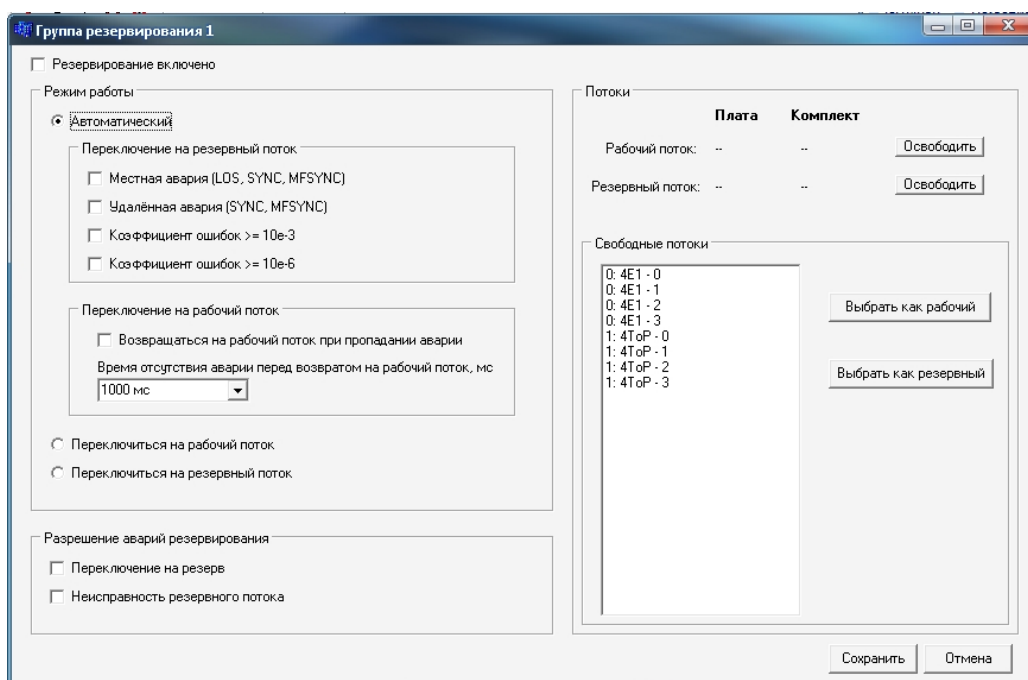 Группа резервирования 1
Резервирование включено
Режим работы
Автоматический
Переключение на резервный поток
Местная авария (LOS, SYNC, MFSYNC)
Удалённая авария (SYNC, MFSYNC)
Коэффициент ошибок >= 10e-3
Коэффициент ошибок >= 10e-6
Переключение на рабочий поток
Возвращаться на рабочий поток при пропадании аварии
Время отсутствия аварии перед возвратом на рабочий поток, мс
1000 мс
Переключиться на рабочий поток
Переключиться на резервный поток
Разрешение аварий резервирования
Переключение на резерв
Неисправность резервного потока
Потоки
Плата Комплект
Рабочий поток: -- -- Освободить
Резервный поток: -- -- Освободить
Свободные потоки
0: 4E1 - 0
0: 4E1 - 1
0: 4E1 - 2
0: 4E1 - 3
1: 4ToP - 0
1: 4ToP - 1
1: 4ToP - 2
1: 4ToP - 3
Выбрать как рабочий
Выбрать как резервный
Сохранить Отмена